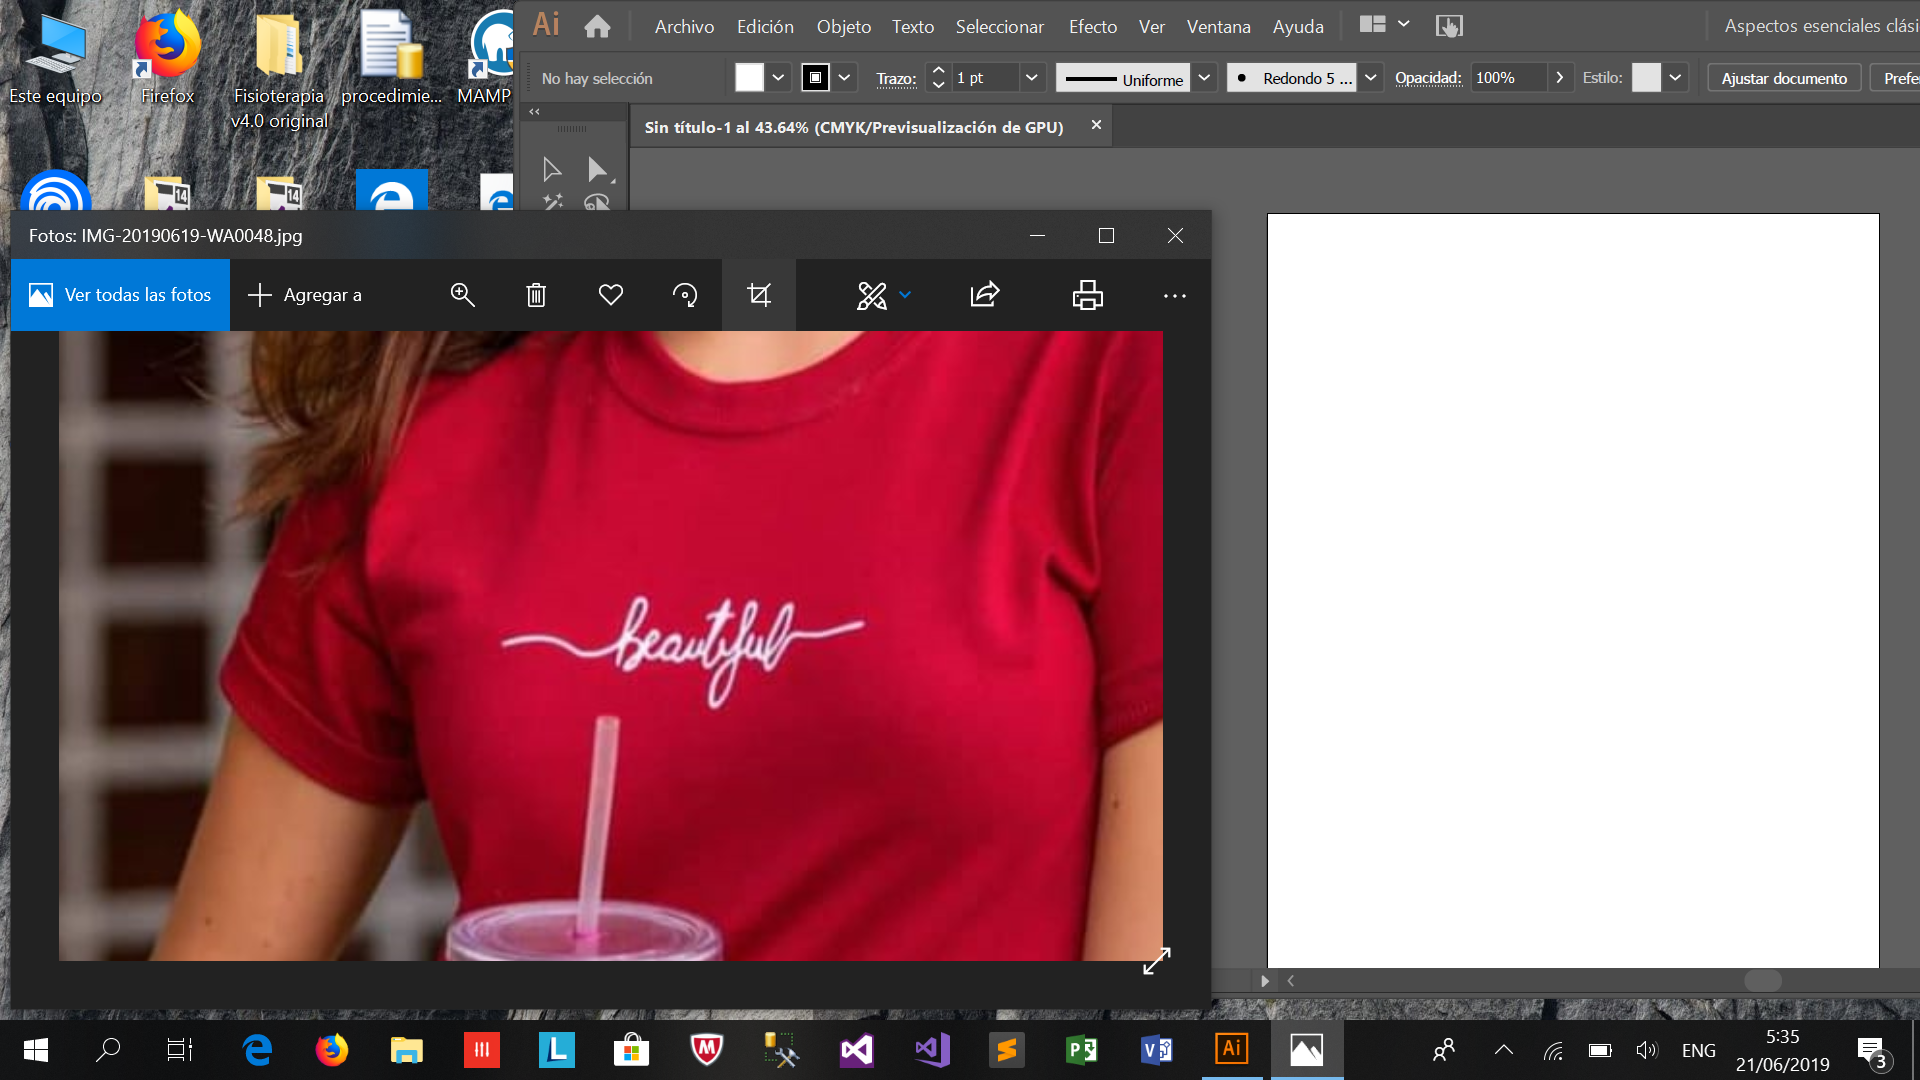 Este equipo
Firefox
Fisioterapia
v4.0 original
procedimie...
MAMP
14
14
Ai
Archivo
Edición
Objeto
Texto
Seleccionar
Efecto
Ver
Ventana
Ayuda
Aspectos esenciales clási
No hay selección
Trazo:
1 pt
Uniforme
Redondo 5 ...
Opacidad:
100%
Estilo:
Ajustar documento
Prefe
Sin título-1 al 43.64% (CMYK/Previsualización de GPU)
Fotos: IMG-20190619-WA0048.jpg
Ver todas las fotos
Agregar a
beautiful
L
Ai
ENG
5:35
21/06/2019
3